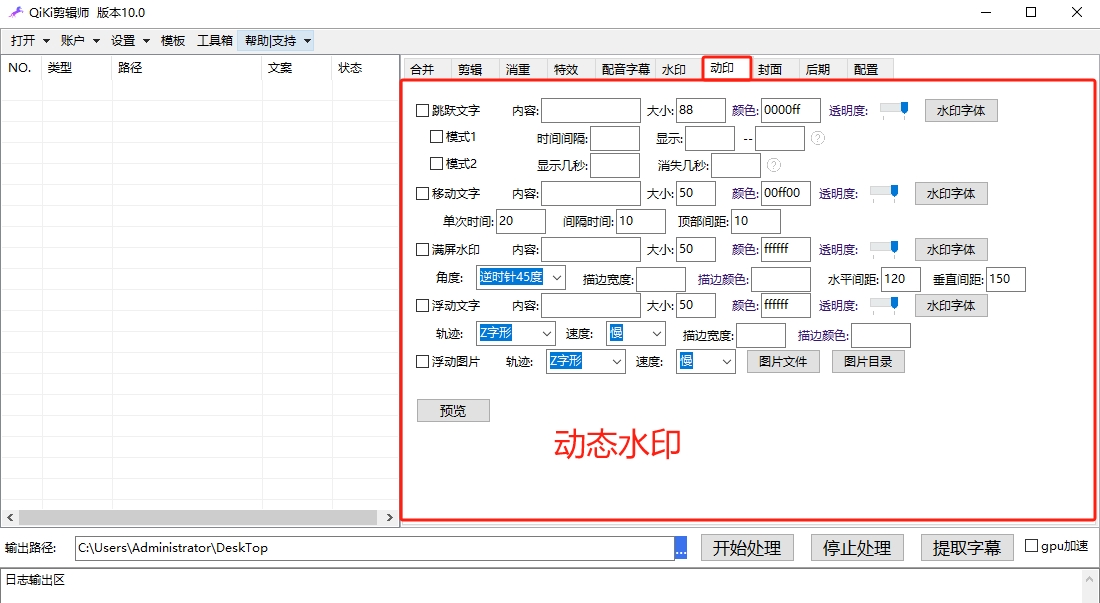 QiKi剪辑师 版本10.0
打开 账户 设置 模板 工具箱 帮助|支持
NO. 类型 路径 文案 状态
合并 剪辑 消重 特效 配音字幕 水印 动印 封面 后期 配置
跳跃文字 内容: 大小: 88 颜色: 0000ff 透明度: 水印字体
模式1 时间间隔: 显示: -- ?
模式2 显示几秒: 消失几秒: ?
移动文字 内容: 大小: 50 颜色: 00ff00 透明度: 水印字体
单次时间: 20 间隔时间: 10 顶部间距: 10
满屏水印 内容: 大小: 50 颜色: ffffff 透明度: 水印字体
角度: 逆时针45度 描边宽度: 描边颜色: 水平间距: 120 垂直间距: 150
浮动文字 内容: 大小: 50 颜色: ffffff 透明度: 水印字体
轨迹: Z字形 速度: 慢 描边宽度: 描边颜色:
浮动图片 轨迹: Z字形 速度: 慢 图片文件 图片目录
预览
动态水印
输出路径: C:\Users\Administrator\DeskTop ... 开始处理 停止处理 提取字幕 gpu加速
日志输出区